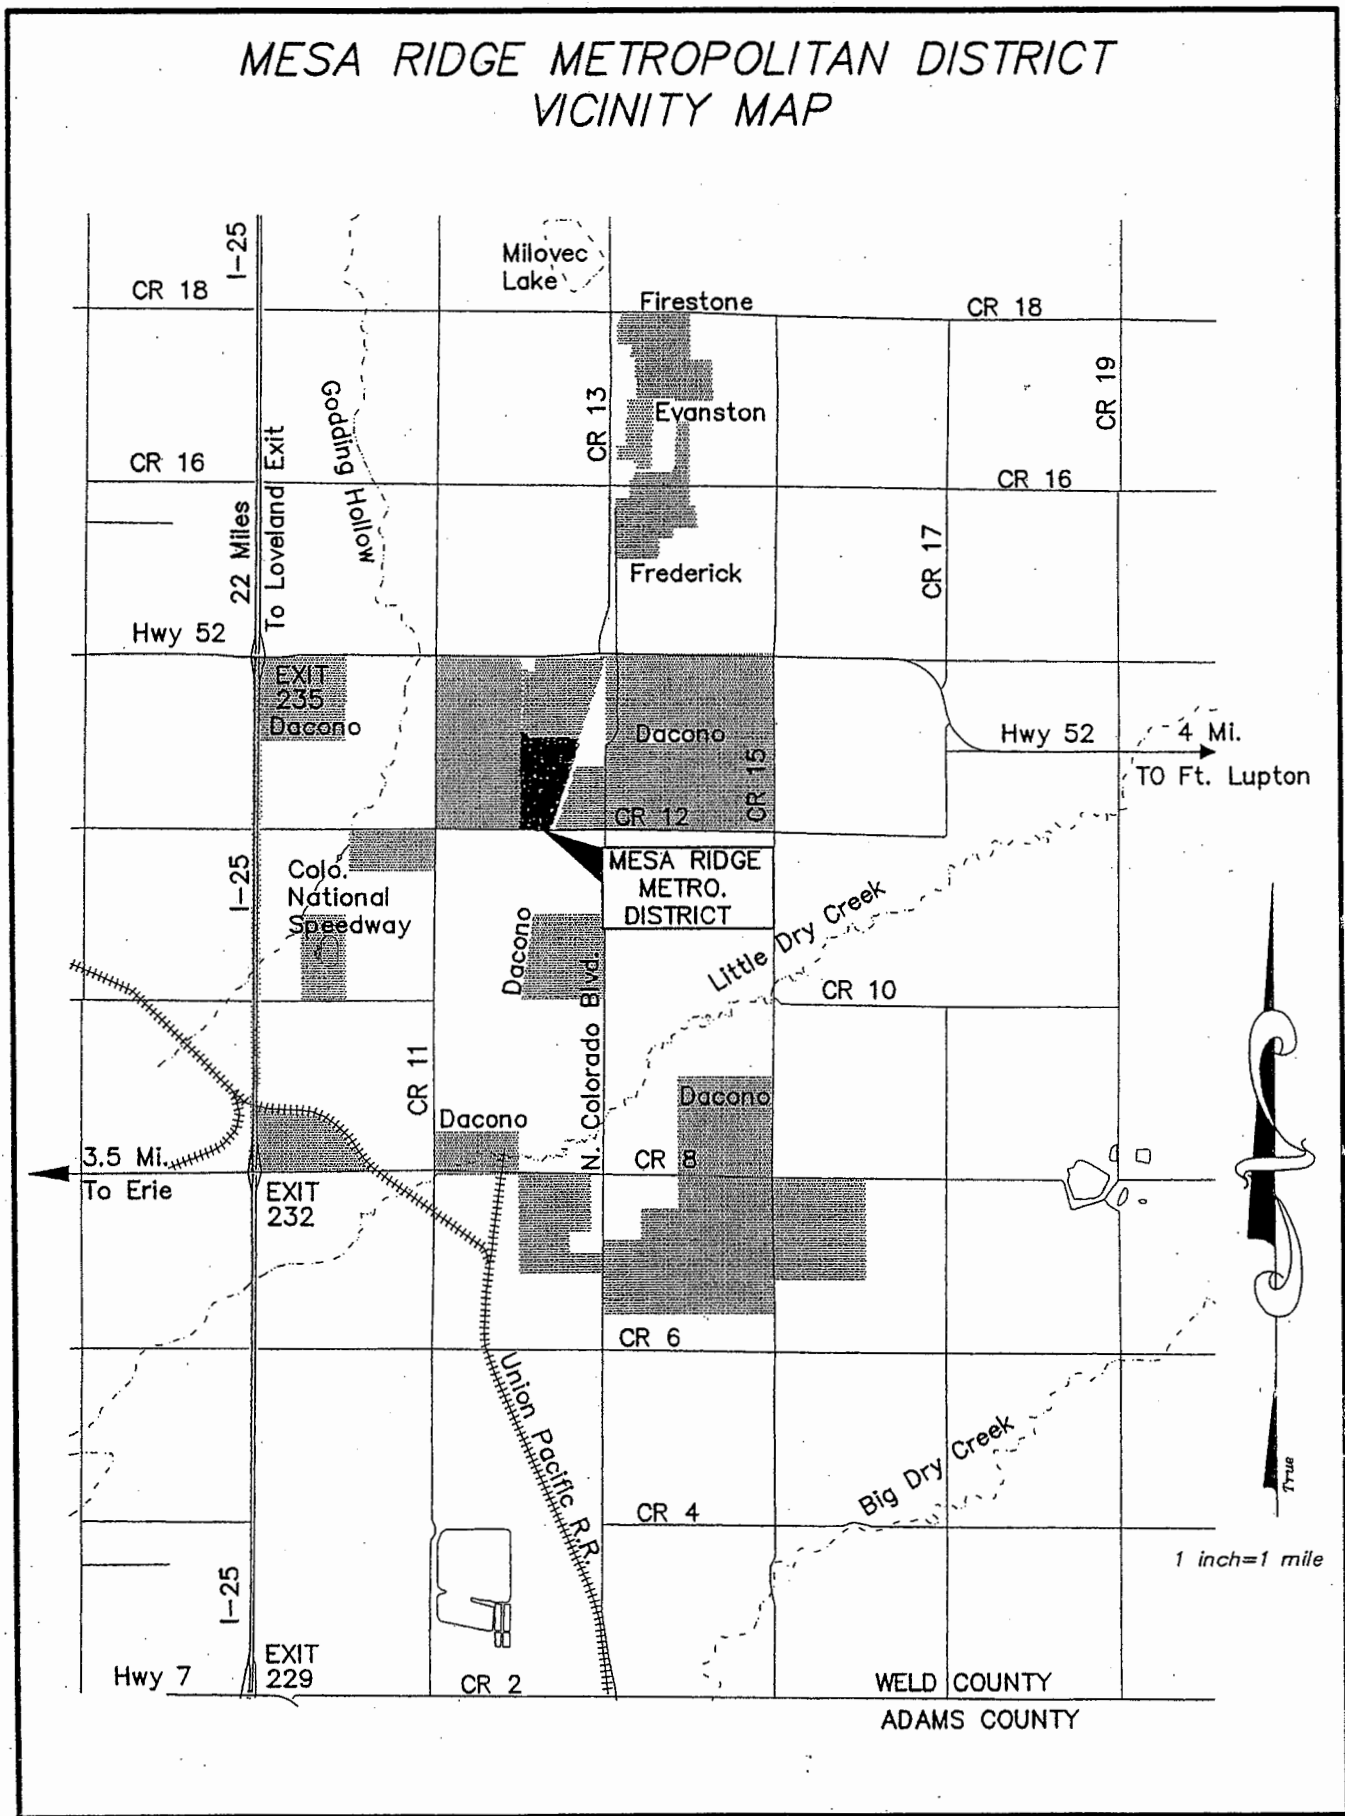 MESA RIDGE METROPOLITAN DISTRICT
VICINITY MAP
I-25
Milovec
Lake
CR 18
Firestone
CR 18
CR 13
CR 19
Godding Hollow
Evanston
To Loveland Exit
22 Miles
CR 16
CR 16
CR 17
Frederick
Hwy 52
EXIT
235
Dacono
Dacono
CR 15
Hwy 52
4 Mi.
TO Ft. Lupton
CR 12
I-25
Colo.
National
Speedway
MESA RIDGE
METRO.
DISTRICT
Dacono
N. Colorado Blvd.
Little Dry Creek
CR 10
CR 11
Dacono
Dacono
3.5 Mi.
To Erie
EXIT
232
CR 8
CR 6
Union Pacific R.R.
Big Dry Creek
CR 4
True
1 inch=1 mile
I-25
EXIT
229
Hwy 7
CR 2
WELD COUNTY
ADAMS COUNTY